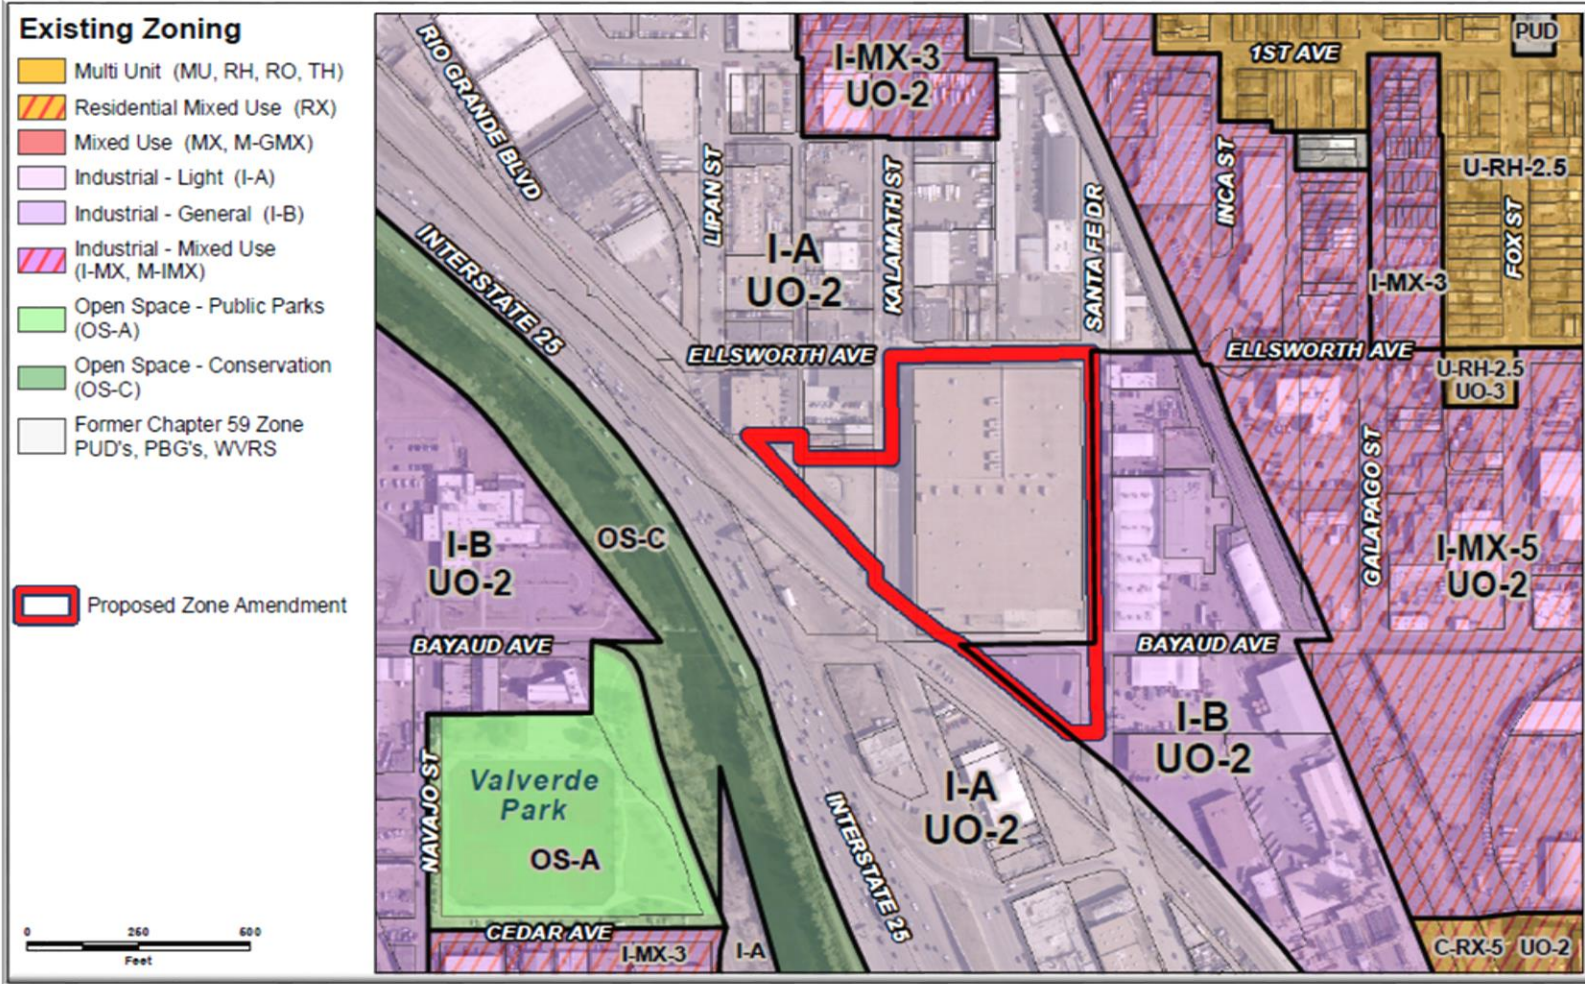 Existing Zoning
Multi Unit (MU, RH, RO, TH)
Residential Mixed Use (RX)
Mixed Use (MX, M-GMX)
Industrial - Light (I-A)
Industrial - General (I-B)
Industrial - Mixed Use
(I-MX, M-IMX)
Open Space - Public Parks
(OS-A)
Open Space - Conservation
(OS-C)
Former Chapter 59 Zone
PUD's, PBG's, WVRS
Proposed Zone Amendment
0 250 600
Feet
RIO GRANDE BLVD
I-MX-3
UO-2
1ST AVE
PUD
LIPAN ST
KALAMATH ST
SANTA FE DR
INCA ST
U-RH-2.5
FOX ST
INTERSTATE 25
I-A
UO-2
I-MX-3
ELLSWORTH AVE
ELLSWORTH AVE
U-RH-2.5
UO-3
GALAPAGO ST
OS-C
I-B
UO-2
I-MX-5
UO-2
BAYAUD AVE
BAYAUD AVE
I-B
UO-2
NAVAJO ST
Valverde
Park
OS-A
I-A
UO-2
INTERSTATE 25
CEDAR AVE
I-MX-3
I-A
C-RX-5 UO-2